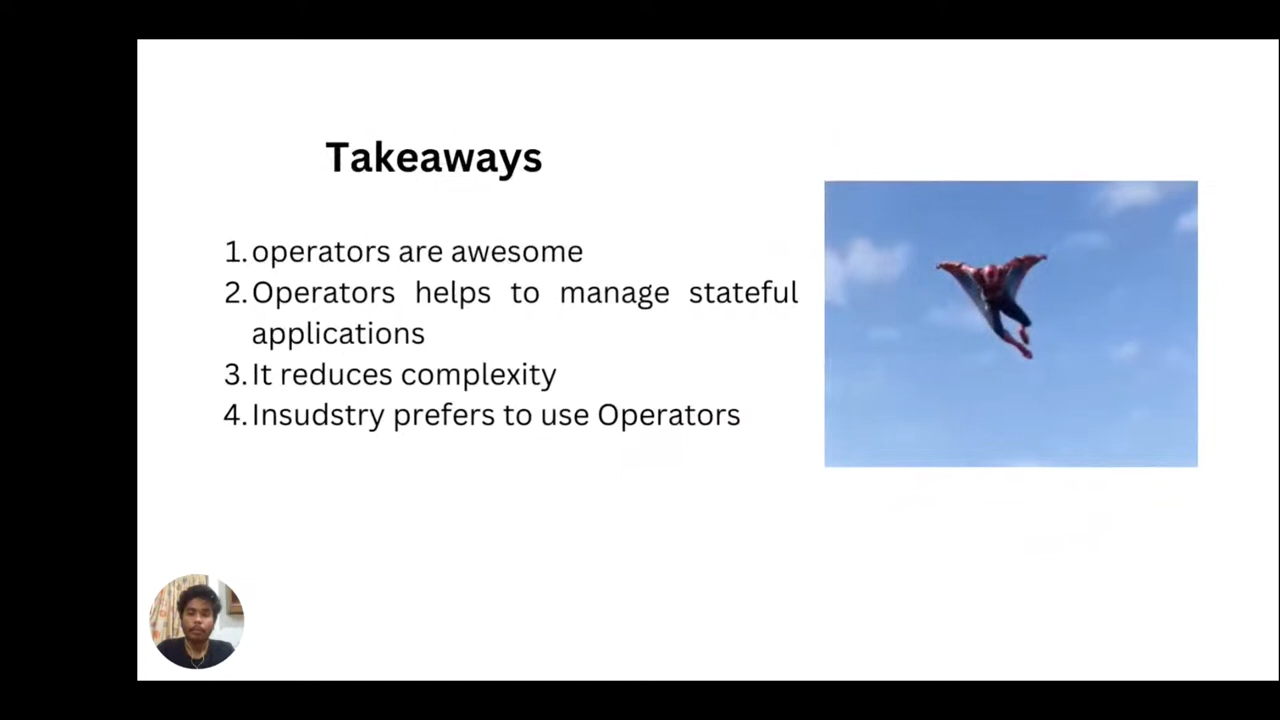 Takeaways
1. operators are awesome
2. Operators helps to manage stateful
applications
3. It reduces complexity
4. Insudstry prefers to use Operators